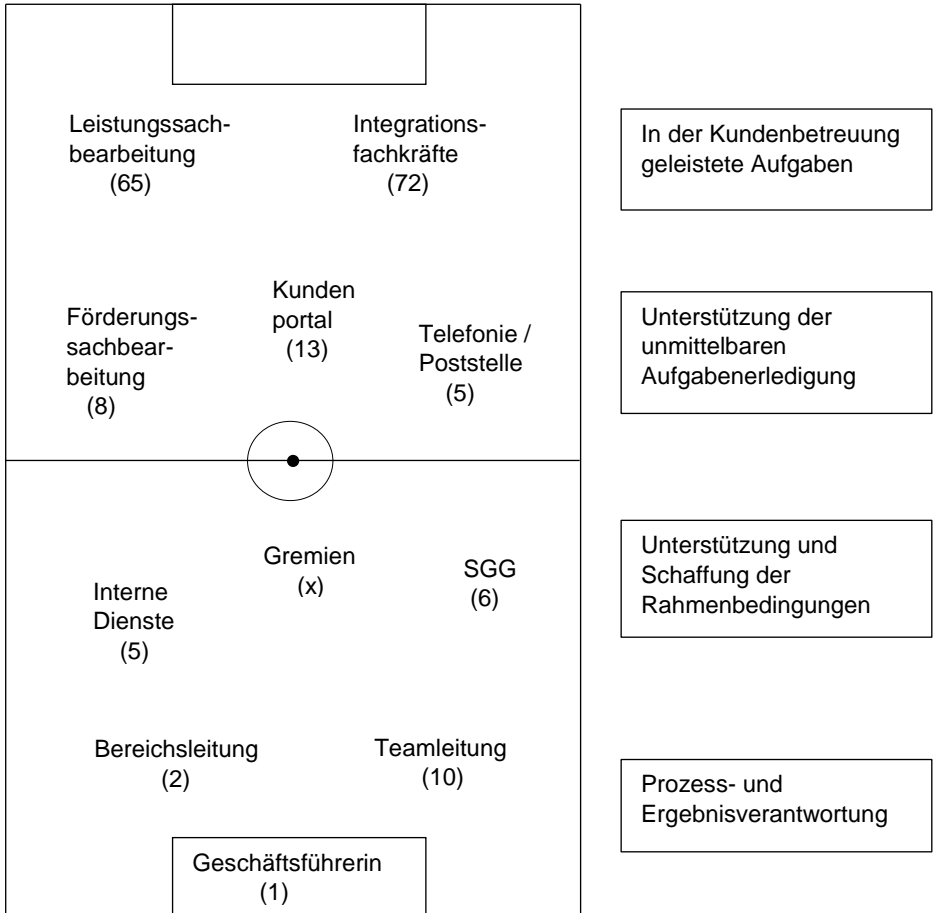 Leistungssach-
bearbeitung
(65)
Integrations-
fachkräfte
(72)
In der Kundenbetreuung
geleistete Aufgaben
Förderungs-
sachbear-
beitung
(8)
Kunden
portal
(13)
Telefonie /
Poststelle
(5)
Unterstützung der
unmittelbaren
Aufgabenerledigung
Interne
Dienste
(5)
Gremien
(x)
SGG
(6)
Unterstützung und
Schaffung der
Rahmenbedingungen
Bereichsleitung
(2)
Teamleitung
(10)
Prozess- und
Ergebnisverantwortung
Geschäftsführerin
(1)